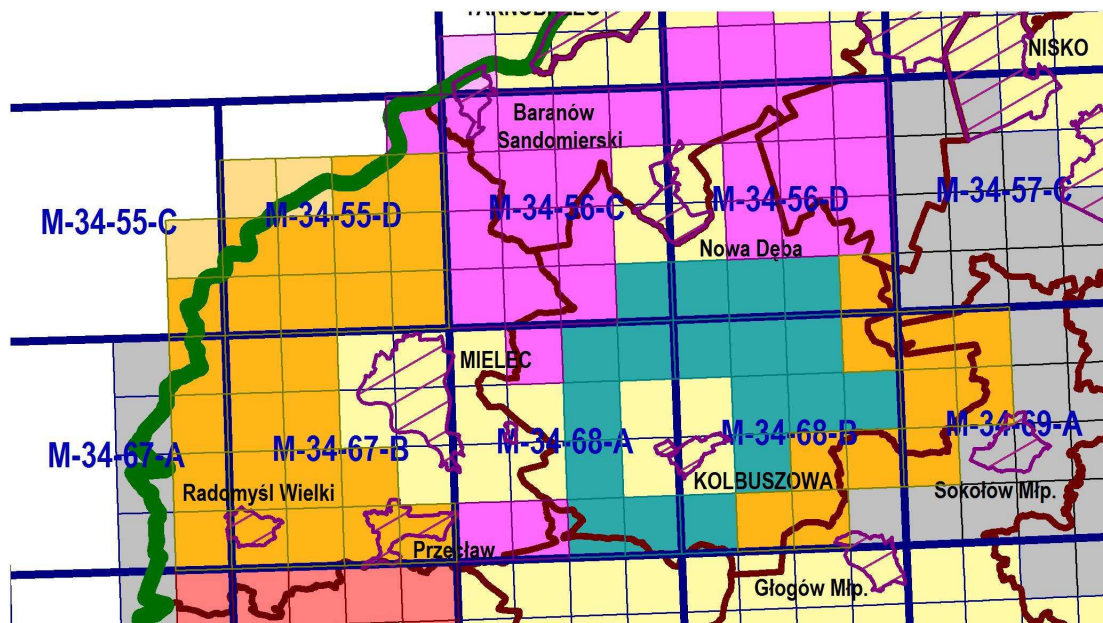 TARNOBRZEG
NISKO
Baranów
Sandomierski
M-34-55-C
M-34-55-D
M-34-56-C
M-34-56-D
M-34-57-C
Nowa Dęba
MIELEC
M-34-67-A
M-34-67-B
M-34-68-A
M-34-68-B
M-34-69-A
Radomyśl Wielki
KOLBUSZOWA
Sokołów Młp.
Przecław
Głogów Młp.